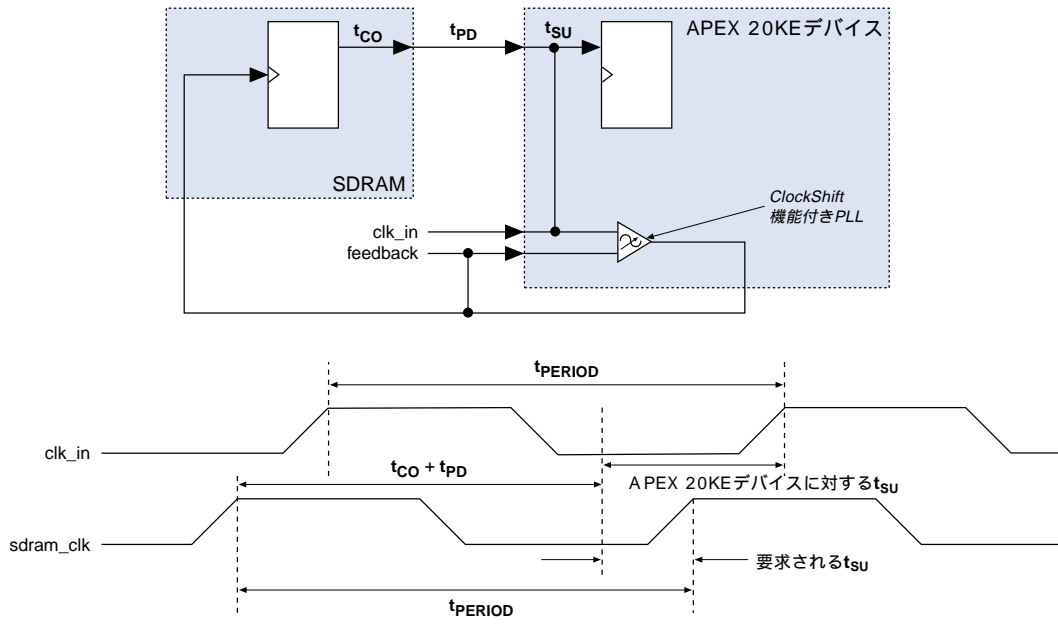 APEX 20KEデバイス
tCO
tPD
tSU
SDRAM
ClockShift
機能付きPLL
clk_in
feedback
tPERIOD
clk_in
tCO + tPD
APEX 20KEデバイスに対するtSU
sdram_clk
要求されるtSU
tPERIOD